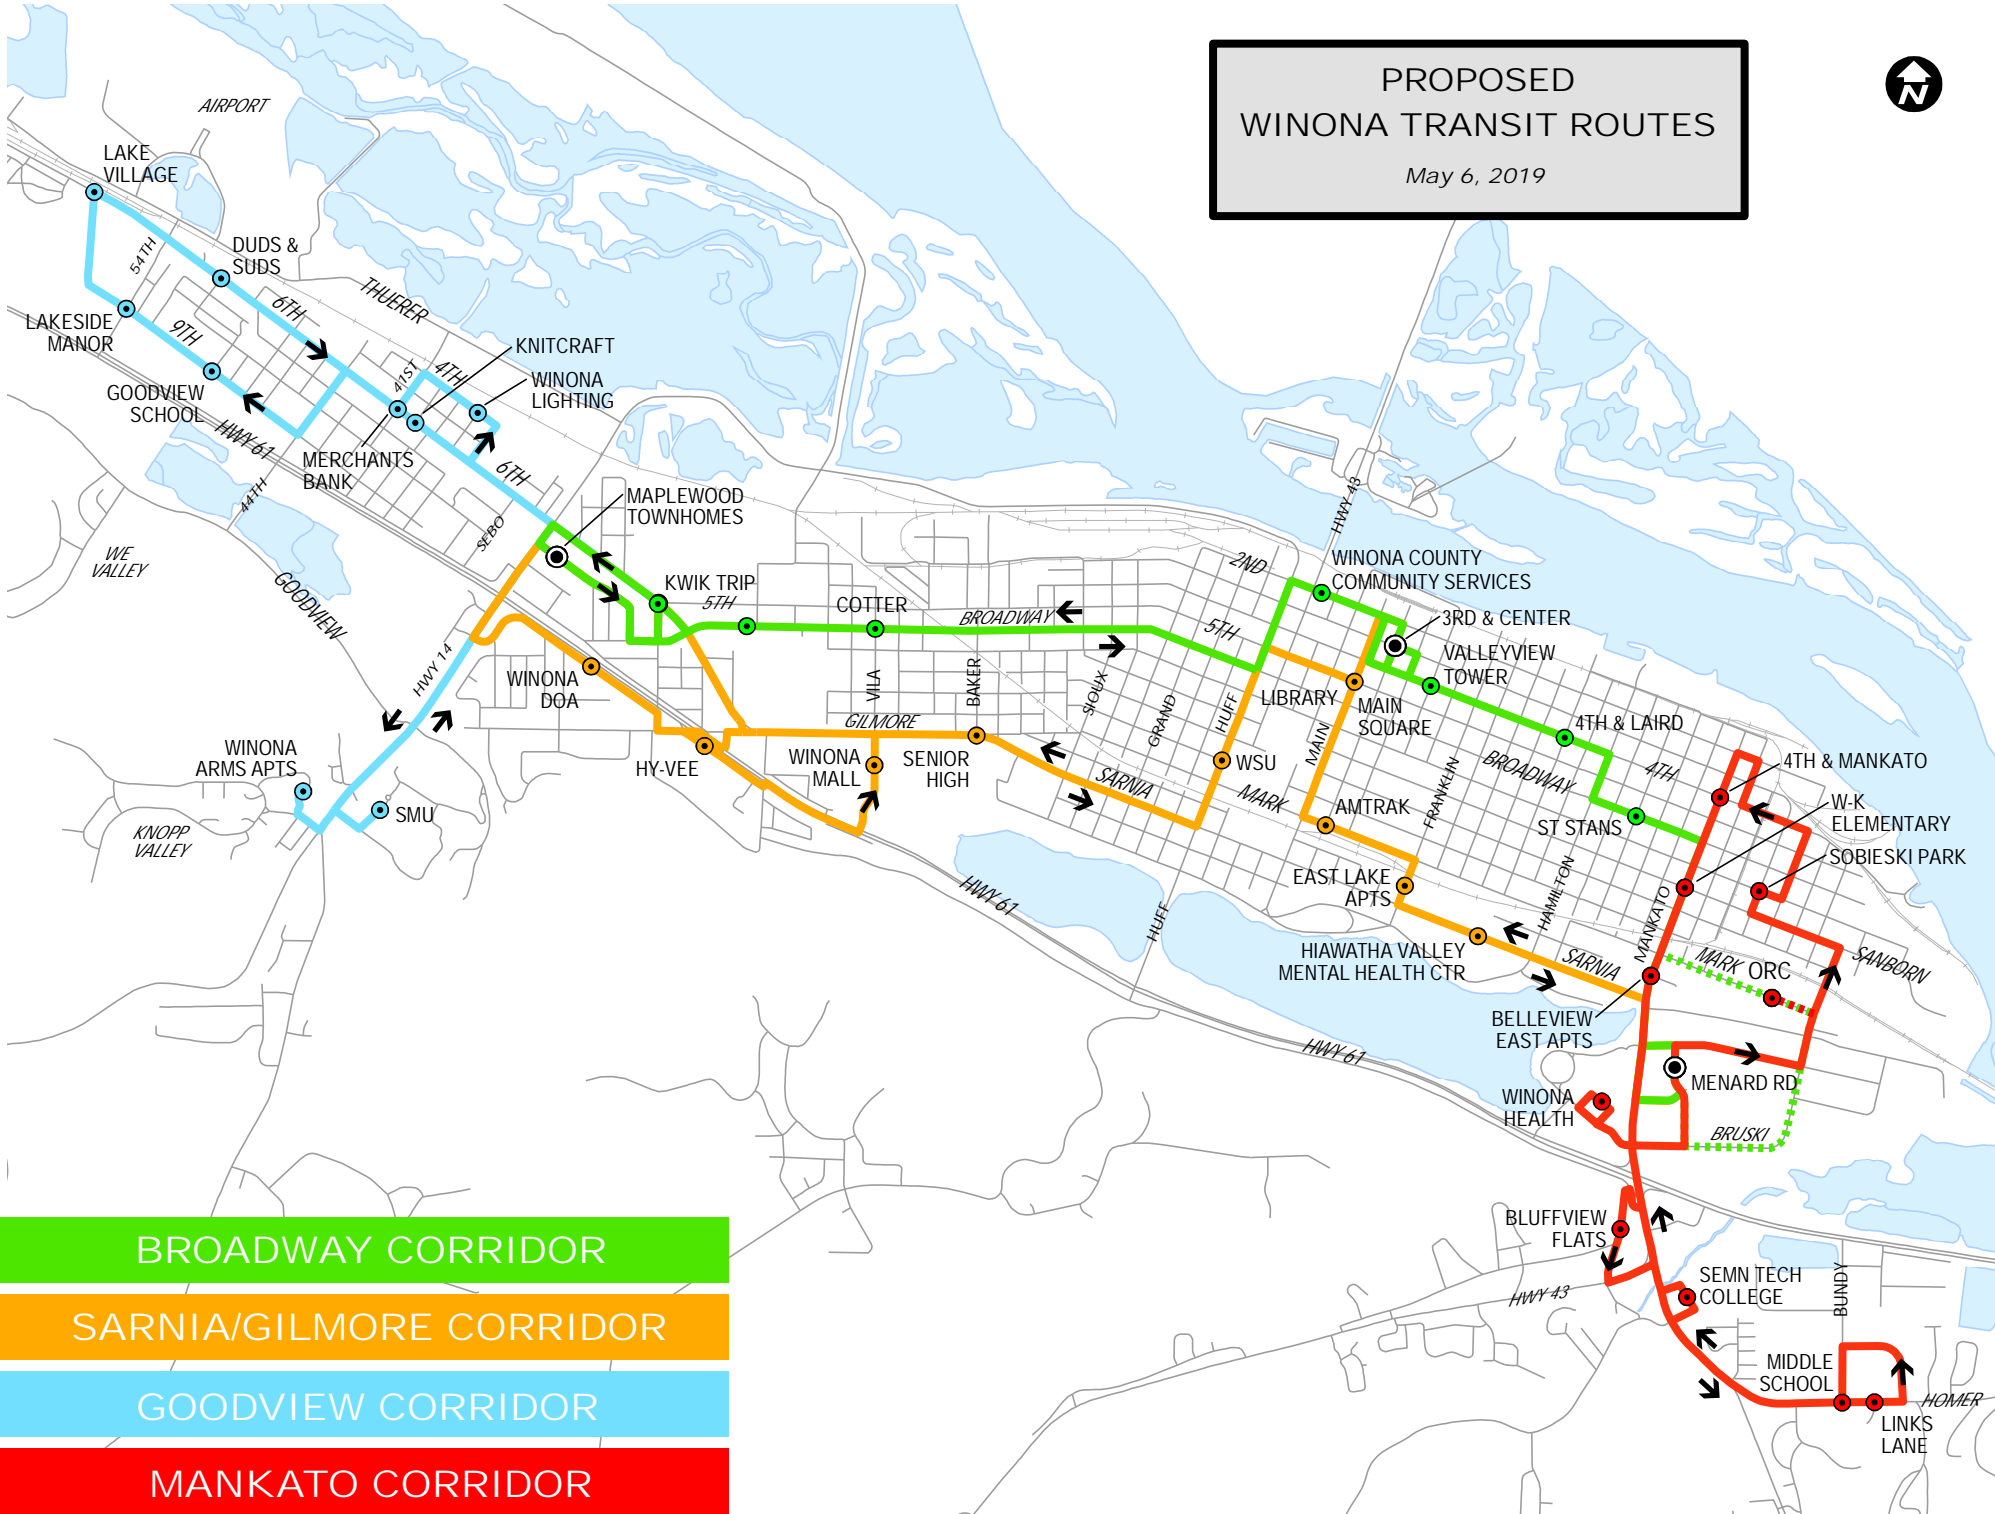 PROPOSED
WINONA TRANSIT ROUTES
May 6, 2019
N
AIRPORT
LAKE
VILLAGE
54TH
DUDS &
SUDS
6TH
THUERER
LAKESIDE
MANOR
9TH
KNITCRAFT
41ST
4TH
WINONA
LIGHTING
GOODVIEW
SCHOOL
HWY 61
MERCHANTS
BANK
6TH
44TH
MAPLEWOOD
TOWNHOMES
SEBO
WE
VALLEY
GOODVIEW
KWIK TRIP
5TH
COTTER
BROADWAY
2ND
HWY 43
WINONA COUNTY
COMMUNITY SERVICES
3RD & CENTER
5TH
VALLEYVIEW
TOWER
HWY 14
WINONA
DOA
VILA
BAKER
SIOUX
GRAND
HUFF
LIBRARY
MAIN
SQUARE
GILMORE
MAIN
4TH & LAIRD
WINONA
ARMS APTS
HY-VEE
WINONA
MALL
SENIOR
HIGH
SARNIA
WSU
MARK
FRANKLIN
BROADWAY
4TH
4TH & MANKATO
SMU
KNOPP
VALLEY
AMTRAK
ST STANS
W-K
ELEMENTARY
SOBIESKI PARK
EAST LAKE
APTS
HWY 61
HUFF
HAMILTON
MANKATO
HIAWATHA VALLEY
MENTAL HEALTH CTR
SARNIA
MARK
ORC
SANBORN
BELLEVIEW
EAST APTS
HWY 61
MENARD RD
WINONA
HEALTH
BRUSKI
BLUFFVIEW
FLATS
HWY 43
SEMN TECH
COLLEGE
BUNDY
MIDDLE
SCHOOL
HOMER
LINKS
LANE
BROADWAY CORRIDOR
SARNIA/GILMORE CORRIDOR
GOODVIEW CORRIDOR
MANKATO CORRIDOR